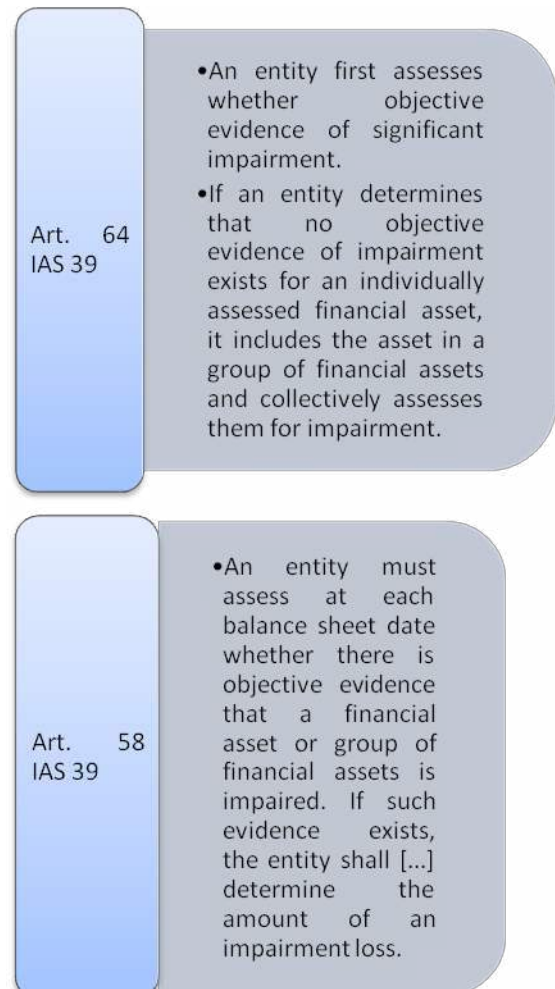 Art. 64
IAS 39
•An entity first assesses
whether objective
evidence of significant
impairment.
•If an entity determines
that no objective
evidence of impairment
exists for an individually
assessed financial asset,
it includes the asset in a
group of financial assets
and collectively assesses
them for impairment.
Art. 58
IAS 39
•An entity must
assess at each
balance sheet date
whether there is
objective evidence
that a financial
asset or group of
financial assets is
impaired. If such
evidence exists,
the entity shall [...]
determine the
amount of an
impairment loss.